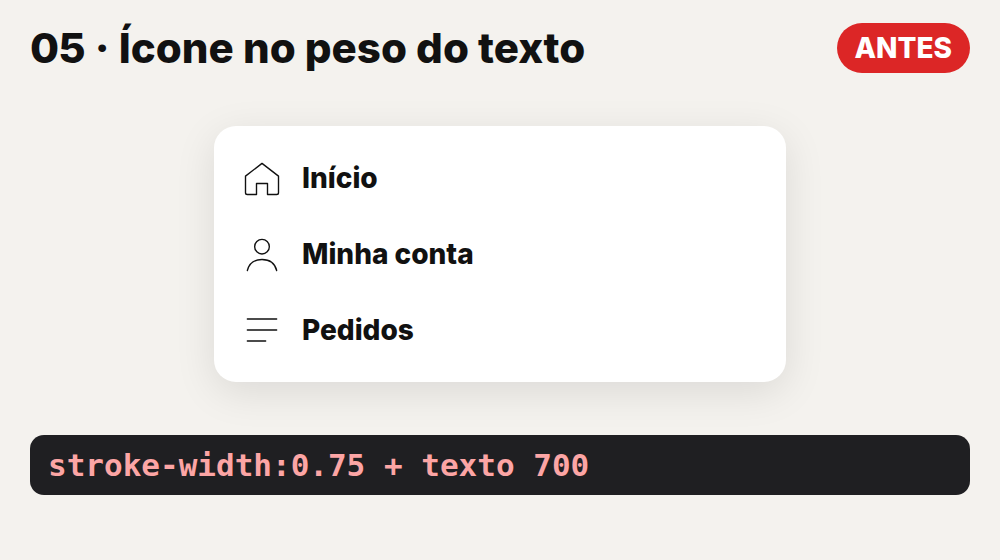 05 · Ícone no peso do texto
ANTES
Início
Minha conta
Pedidos
stroke-width:0.75 + texto 700